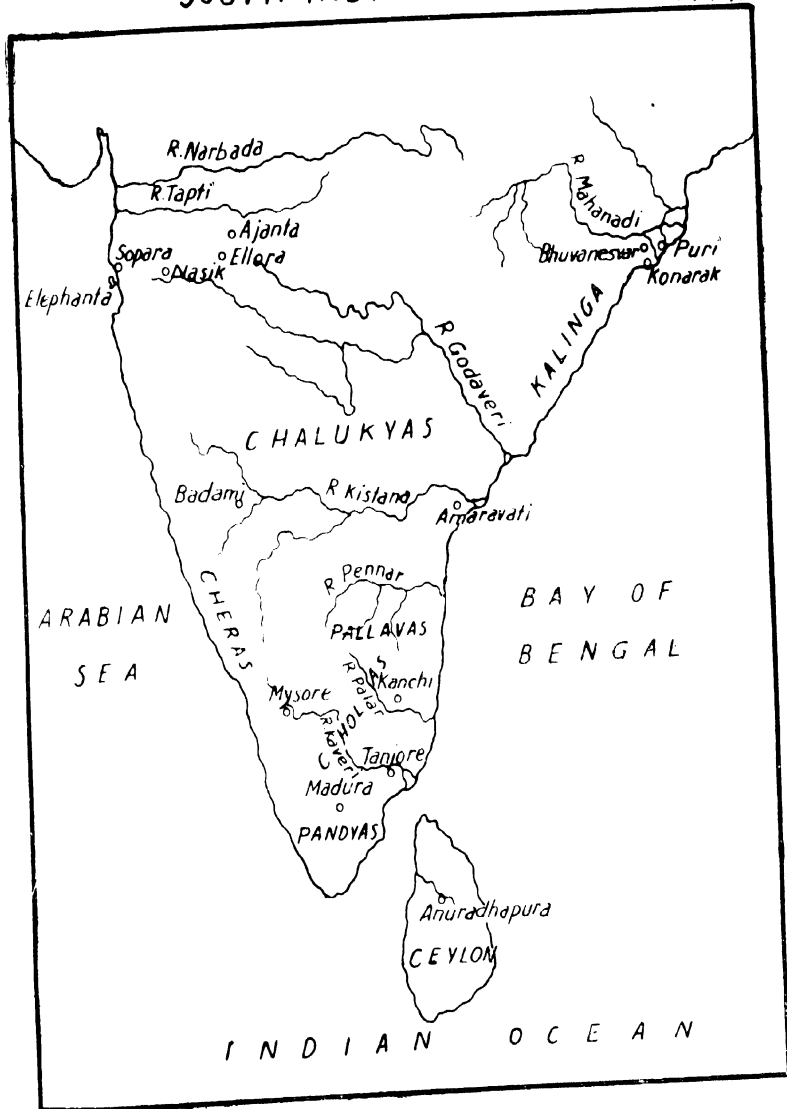 R. Narbada
R. Tapti
R Mahanadi
Ajanta
Sopara
Ellora
Nasik
Elephanta
Bhuvanesvar
Puri
Konarak
KALINGA
R Godaveri
CHALUKYAS
Badami
R Kistana
Amaravati
R Pennar
ARABIAN
SEA
CHERAS
BAY OF
BENGAL
PALLAVAS
R Palar
Kanchi
Mysore
CHOLAS
R Kaveri
Tanjore
Madura
PANDYAS
Anuradhapura
CEYLON
INDIAN OCEAN